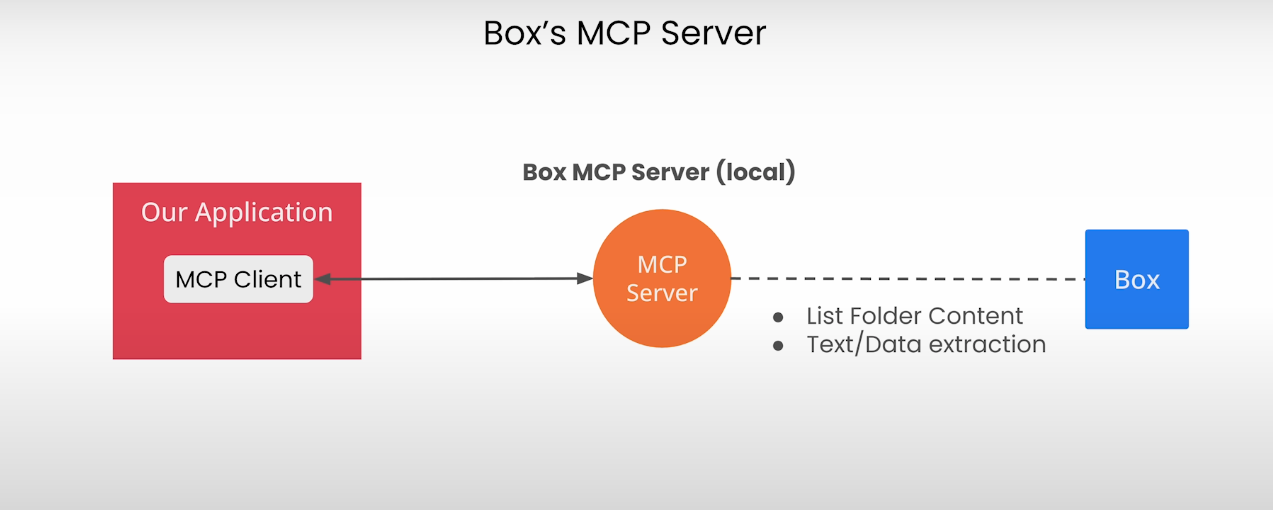 Box’s MCP Server
Box MCP Server (local)
Our Application
MCP Client
MCP
Server
Box
● List Folder Content
● Text/Data extraction